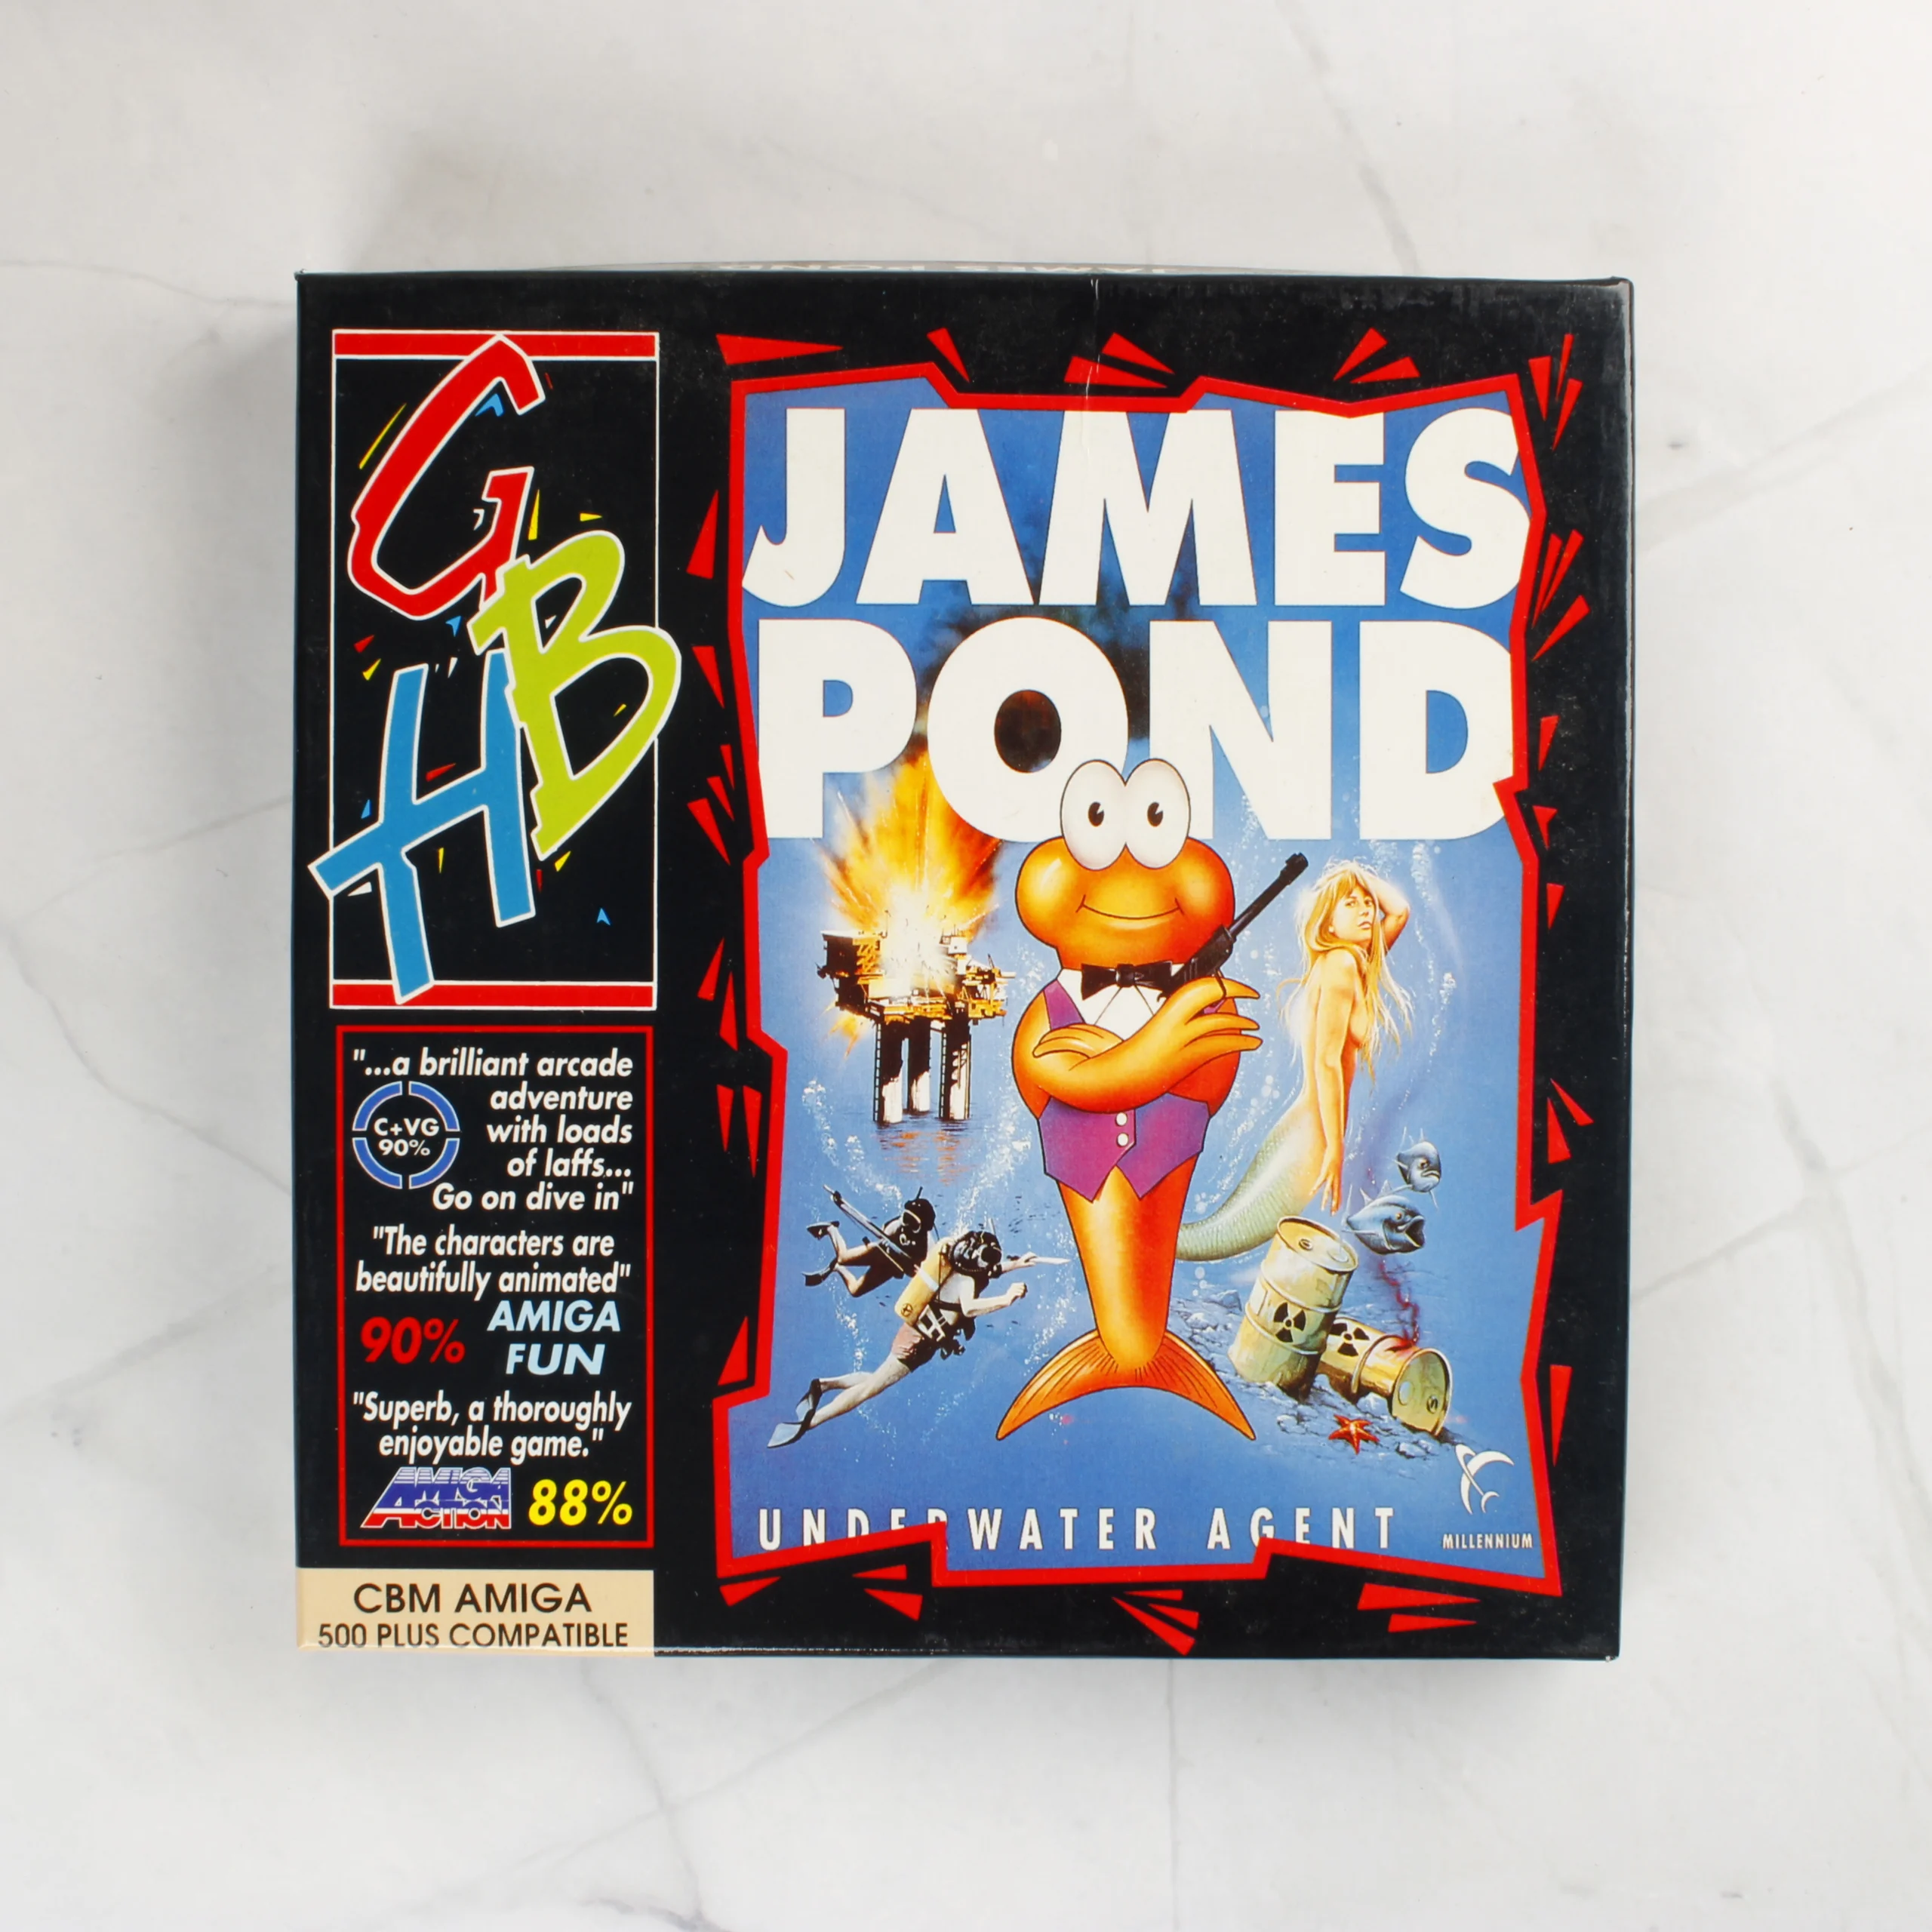 GBH
"...a brilliant arcade
adventure
with loads
of laffs...
Go on dive in"
C+VG
90%
"The characters are
beautifully animated"
90%
AMIGA
FUN
"Superb, a thoroughly
enjoyable game."
AMIGA
ACTION
88%
CBM AMIGA
500 PLUS COMPATIBLE
JAMES
POND
UNDERWATER AGENT
MILLENNIUM